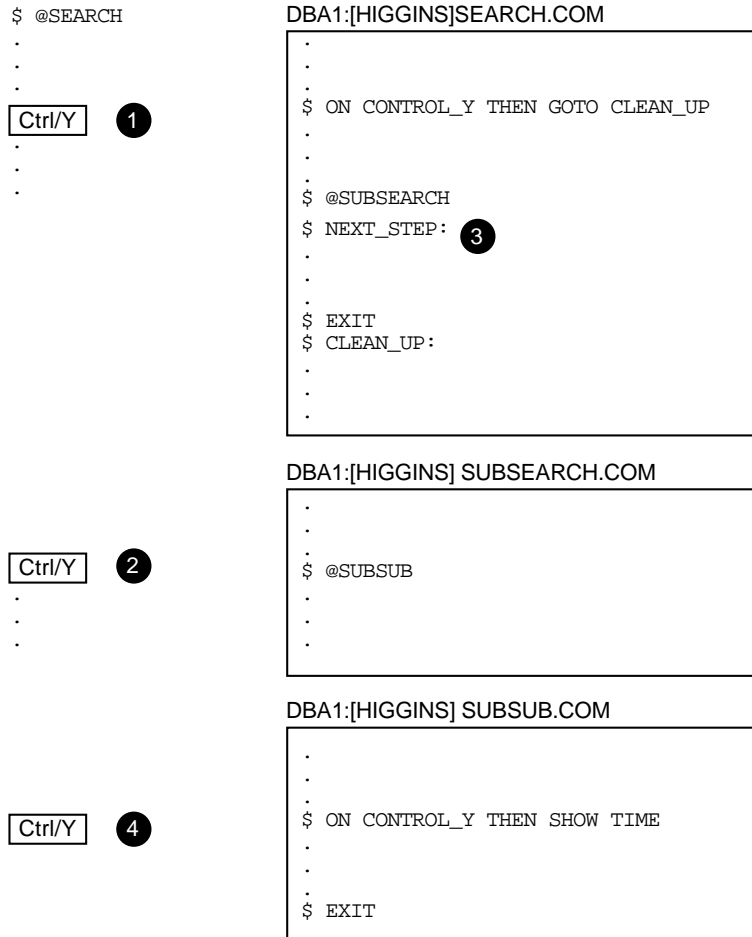 $ @SEARCH
.
.
.
Ctrl/Y 1
.
.
.
DBA1:[HIGGINS]SEARCH.COM
.
.
.
$ ON CONTROL_Y THEN GOTO CLEAN_UP
.
.
.
$ @SUBSEARCH
$ NEXT_STEP: 3
.
.
.
$ EXIT
$ CLEAN_UP:
.
.
.
DBA1:[HIGGINS] SUBSEARCH.COM
.
.
.
Ctrl/Y 2
.
.
.
$ @SUBSUB
.
.
.
DBA1:[HIGGINS] SUBSUB.COM
.
.
.
Ctrl/Y 4
$ ON CONTROL_Y THEN SHOW TIME
.
.
.
$ EXIT